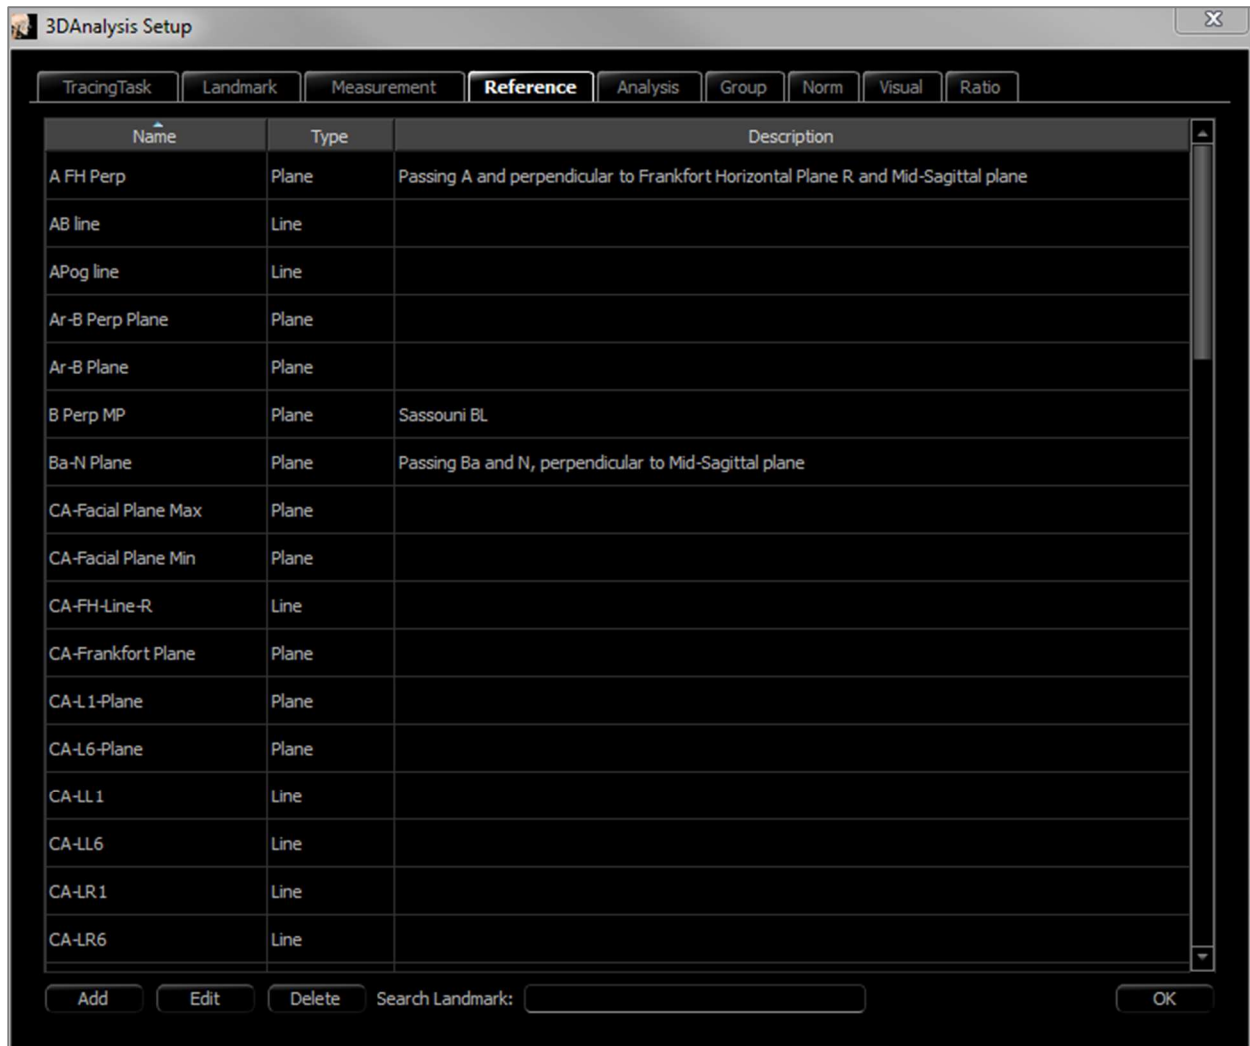 3DAnalysis Setup
TracingTask Landmark Measurement Reference Analysis Group Norm Visual Ratio
Name Type Description
A FH Perp Plane Passing A and perpendicular to Frankfort Horizontal Plane R and Mid-Sagittal plane
AB line Line
APog line Line
Ar-B Perp Plane Plane
Ar-B Plane Plane
B Perp MP Plane Sassouni BL
Ba-N Plane Plane Passing Ba and N, perpendicular to Mid-Sagittal plane
CA-Facial Plane Max Plane
CA-Facial Plane Min Plane
CA-FH-Line-R Line
CA-Frankfort Plane Plane
CA-L1-Plane Plane
CA-L6-Plane Plane
CA-LL1 Line
CA-LL6 Line
CA-LR1 Line
CA-LR6 Line
Add Edit Delete Search Landmark: OK